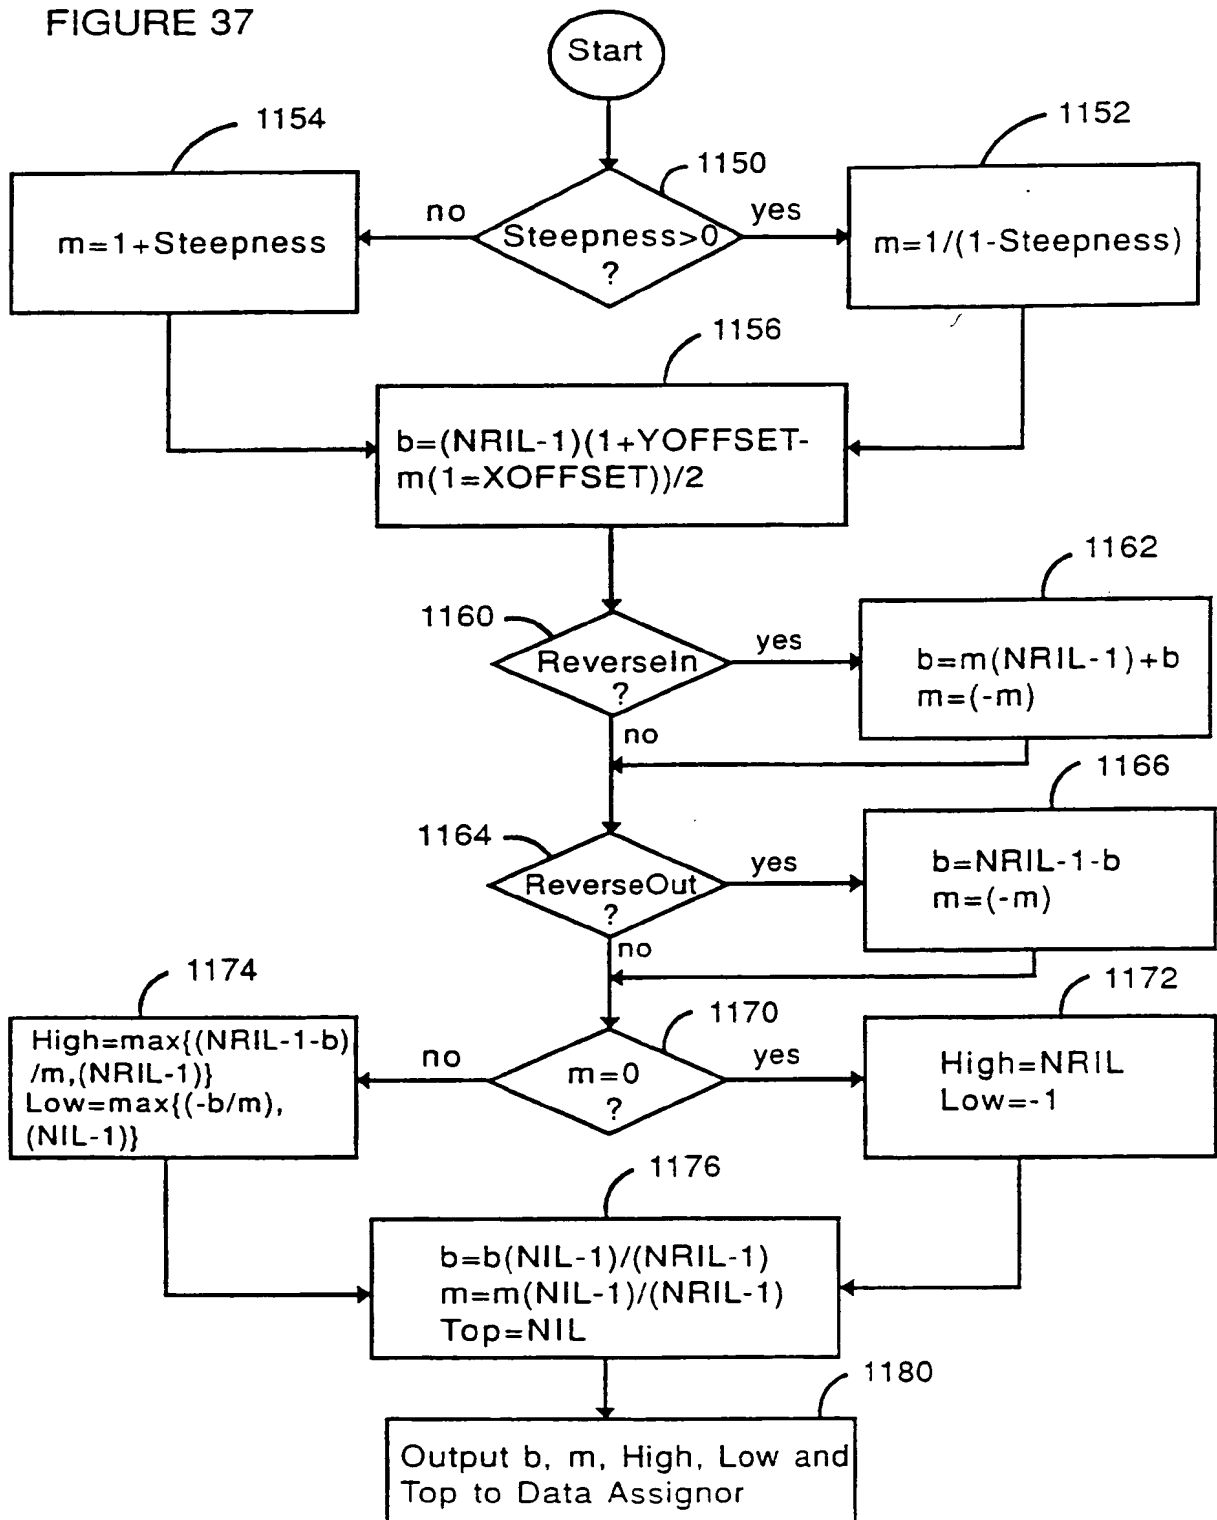 FIGURE 37
Start
1154
1152
1150
no
yes
m=1+Steepness
Steepness>0
?
m=1/(1-Steepness)
1156
b=(NRIL-1)(1+YOFFSET-
m(1=XOFFSET))/2
1162
1160
yes
ReverseIn
?
b=m(NRIL-1)+b
m=(-m)
no
1166
1164
yes
ReverseOut
?
b=NRIL-1-b
m=(-m)
no
1174
1172
1170
High=max{(NRIL-1-b)
/m,(NRIL-1)}
Low=max{(-b/m),
(NIL-1)}
no
m=0
?
yes
High=NRIL
Low=-1
1176
b=b(NIL-1)/(NRIL-1)
m=m(NIL-1)/(NRIL-1)
Top=NIL
1180
Output b, m, High, Low and
Top to Data Assignor